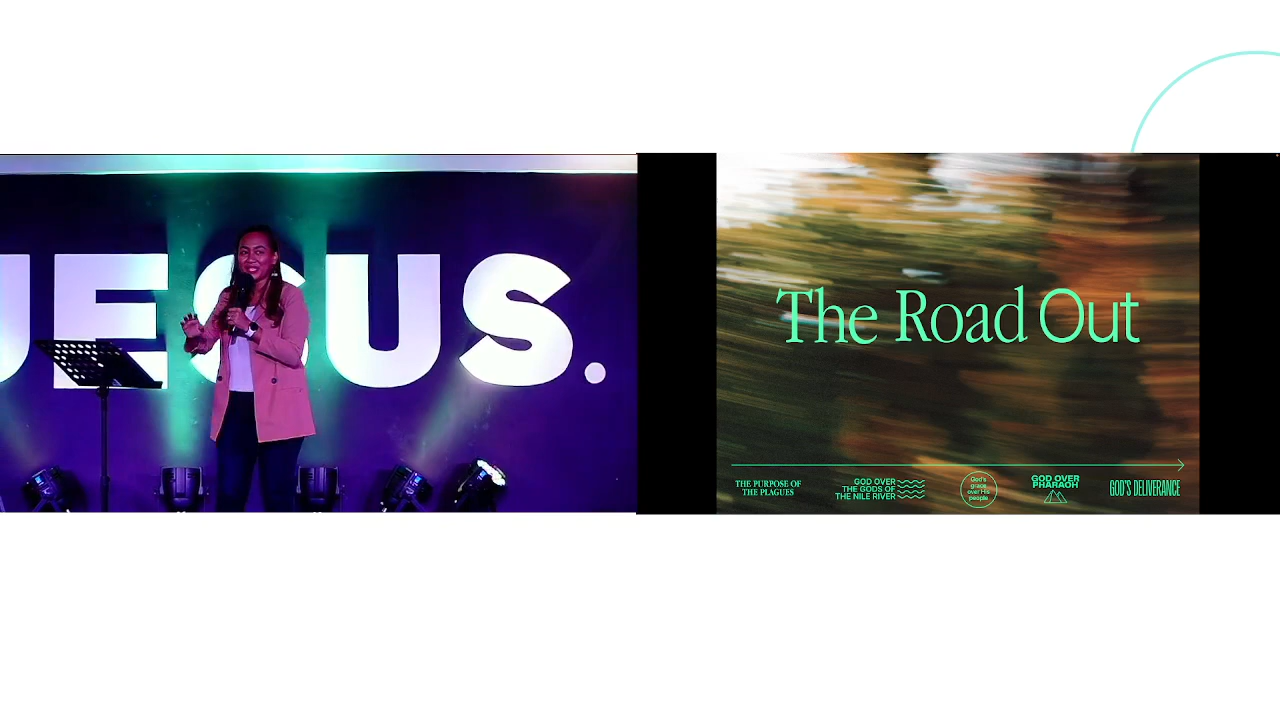 JESUS.
The Road Out
THE PURPOSE OF
THE PLAGUES
GOD OVER
THE GODS OF
THE NILE RIVER
God's
grace
over His
people
GOD OVER
PHARAOH
GOD'S DELIVERANCE